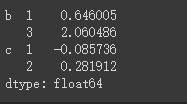 b  1    0.646005
   3    2.060486
c  1   -0.085736
   2    0.281912
dtype: float64